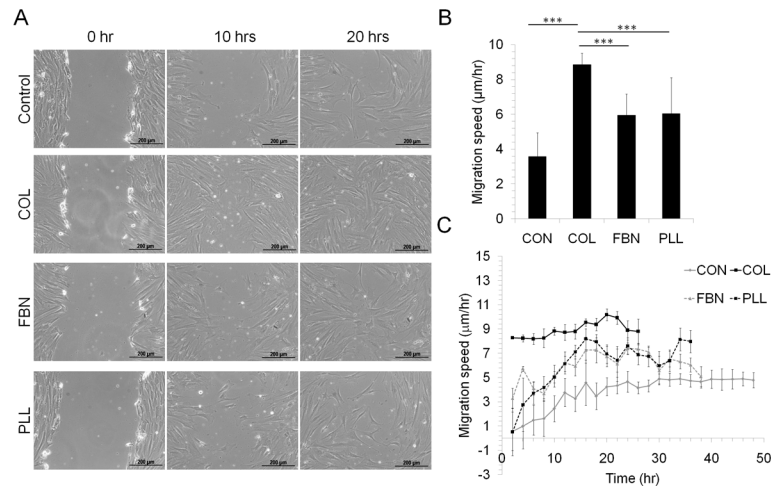 A
0 hr 10 hrs 20 hrs
Control
200 µm 200 µm 200 µm
COL
200 µm 200 µm 200 µm
FBN
200 µm 200 µm 200 µm
PLL
200 µm 200 µm 200 µm
B
*** 
***
***
Migration speed (µm/hr)
10
8
6
4
2
0
CON COL FBN PLL
C
Migration speed (µm/hr)
15
13
11
9
7
5
3
1
-1
-3
CON COL
FBN PLL
0 10 20 30 40 50
Time (hr)